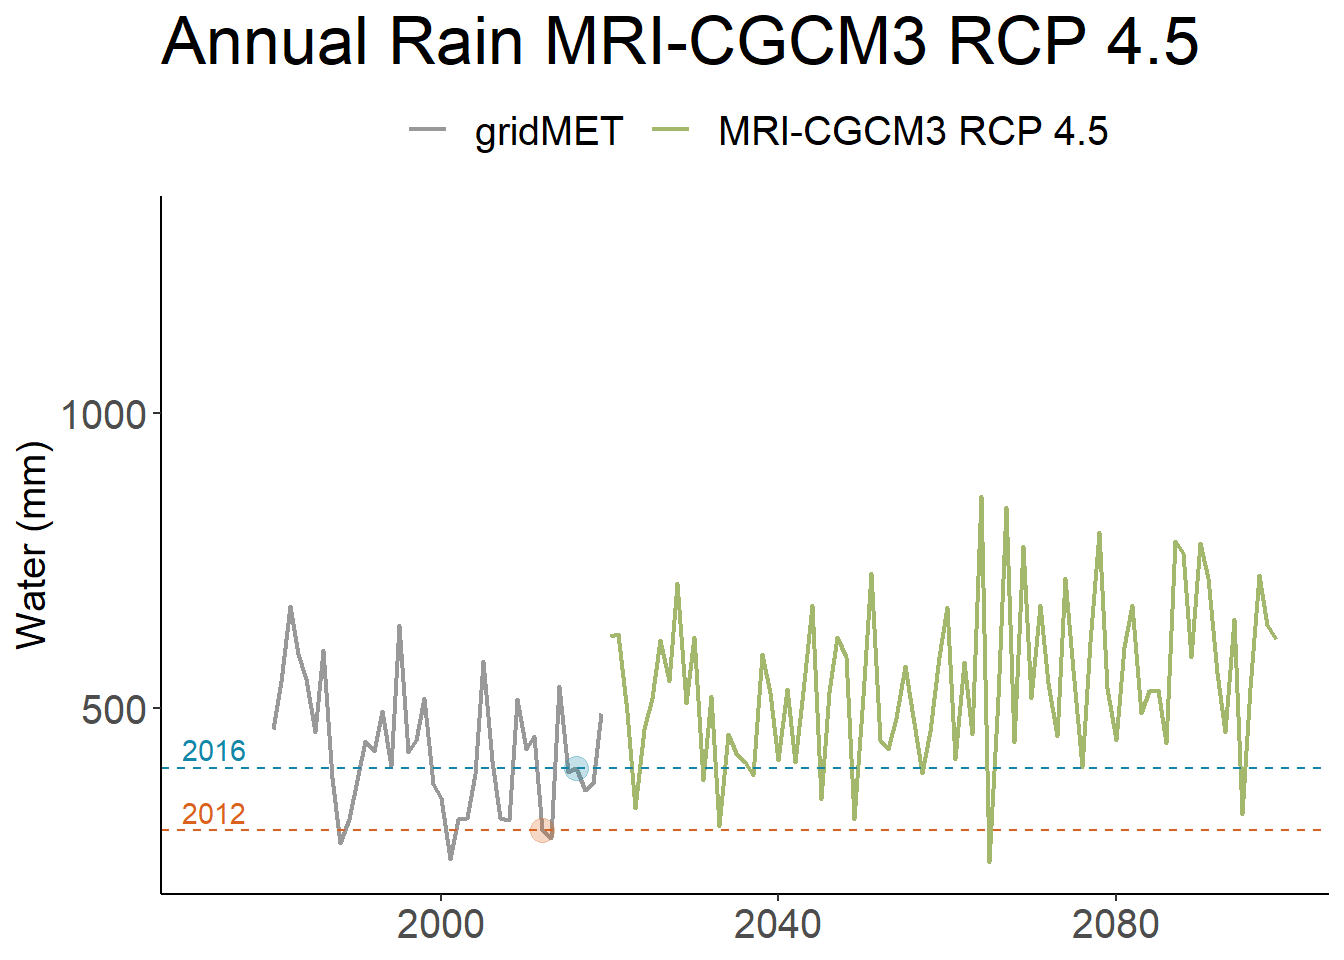 Annual Rain MRI-CGCM3 RCP 4.5
gridMET MRI-CGCM3 RCP 4.5
Water (mm)
1000
500
2016
2012
2000 2040 2080